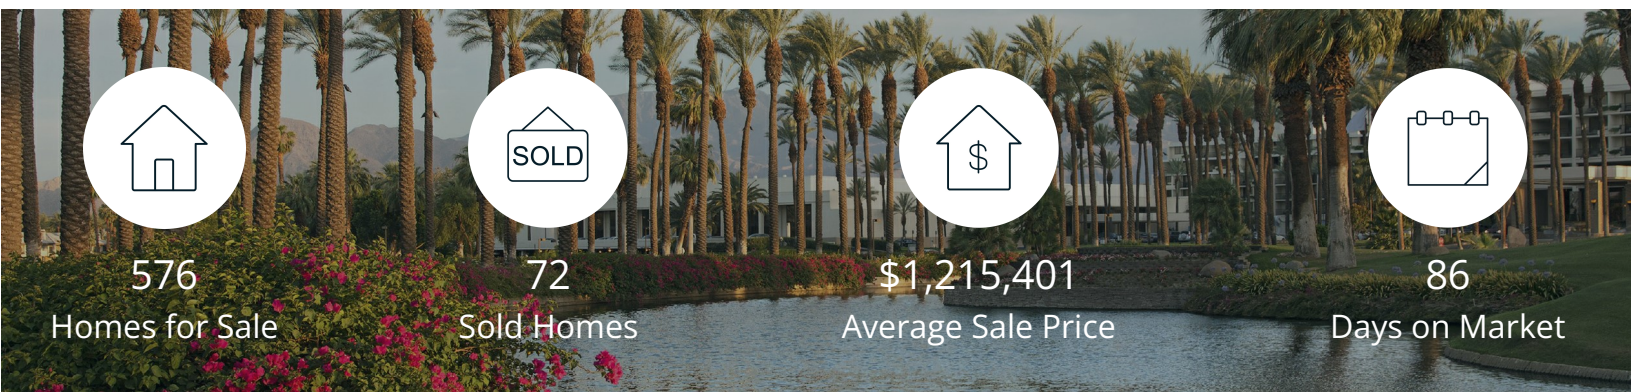 SOLD
$
576
72
$1,215,401
86
Homes for Sale
Sold Homes
Average Sale Price
Days on Market